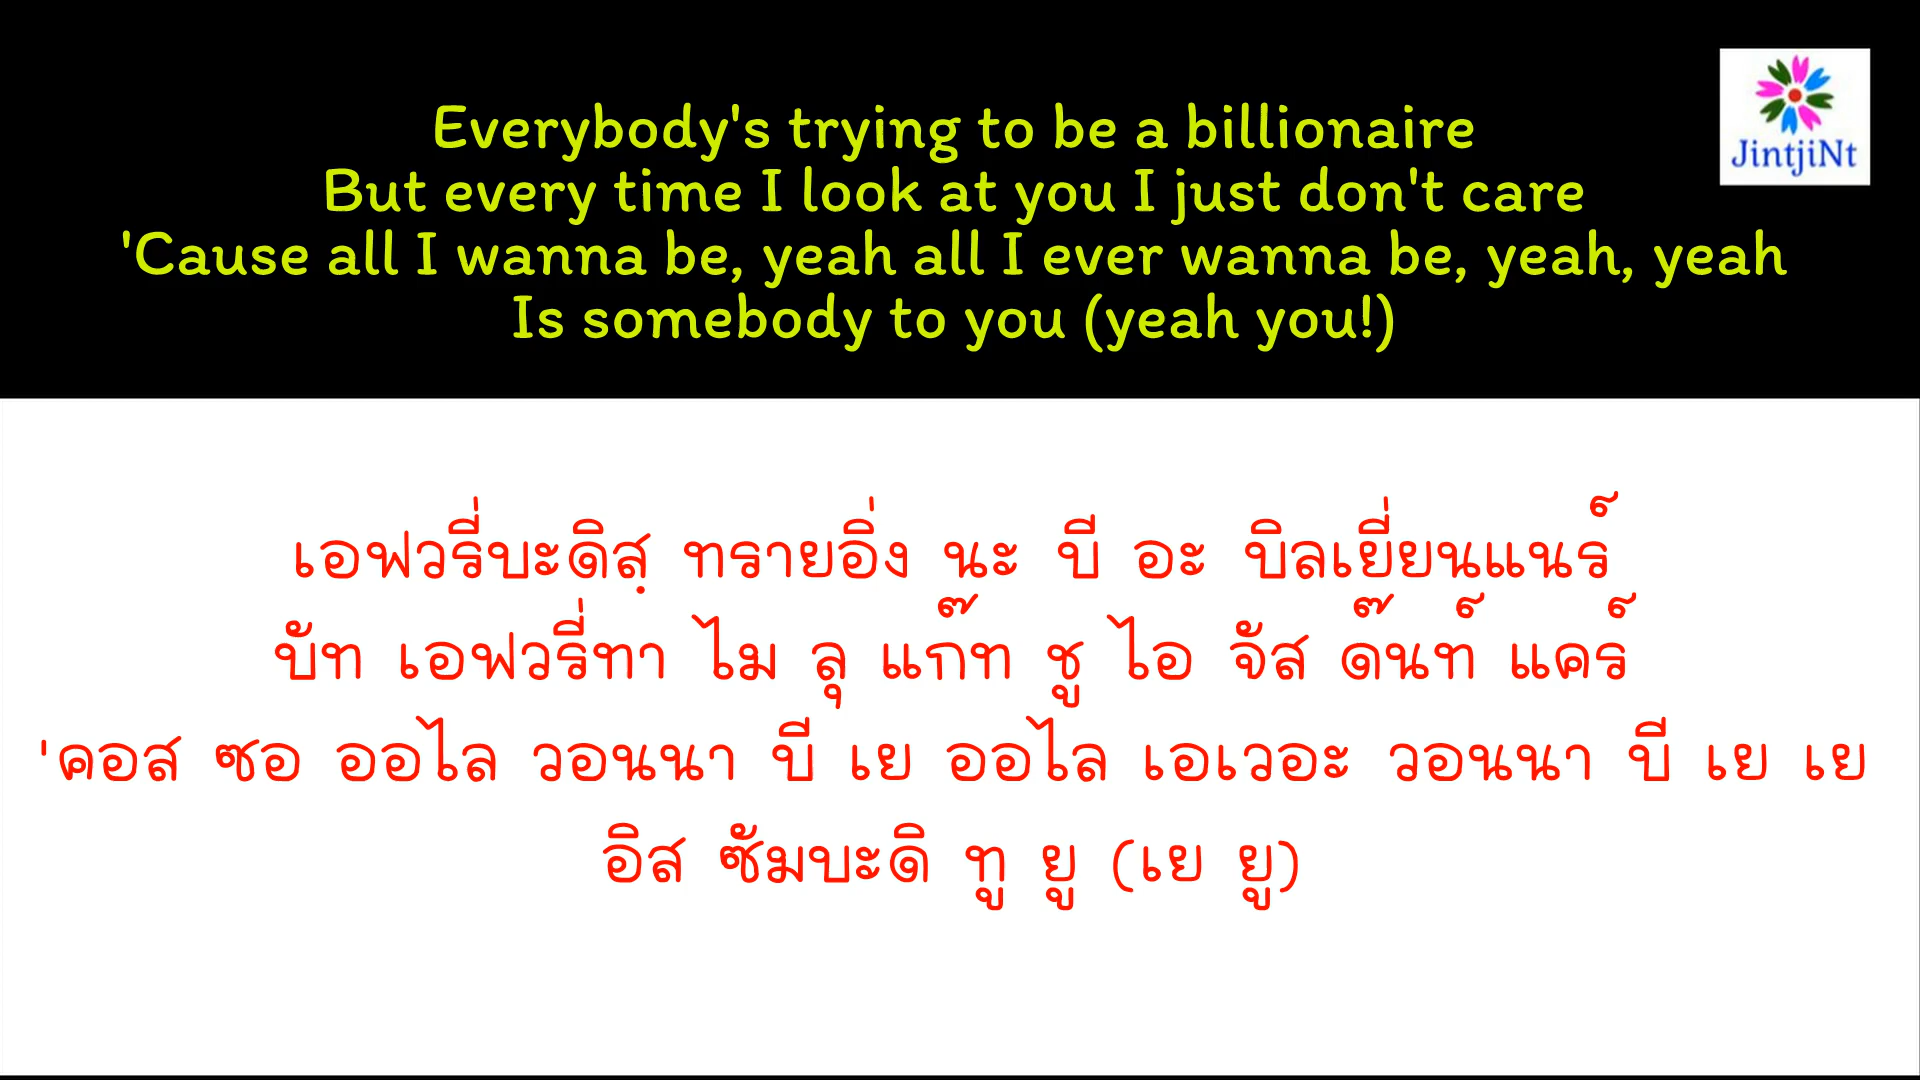 Everybody's trying to be a billionaire
But every time I look at you I just don't care
'Cause all I wanna be, yeah all I ever wanna be, yeah, yeah
Is somebody to you (yeah you!)
JintjiNt
เอฟวรี่บะดิสฺ ทรายอิ่ง นะ บี อะ บิลเยี่ยนแนร์
บัท เอฟวรี่ทา ไม ลุ แก๊ท ชู ไอ จัส ด๊นท์ แคร์
'คอส ซอ ออไล วอนนา บี เย ออไล เอเวอะ วอนนา บี เย เย
อิส ซัมบะดิ ทู ยู (เย ยู)